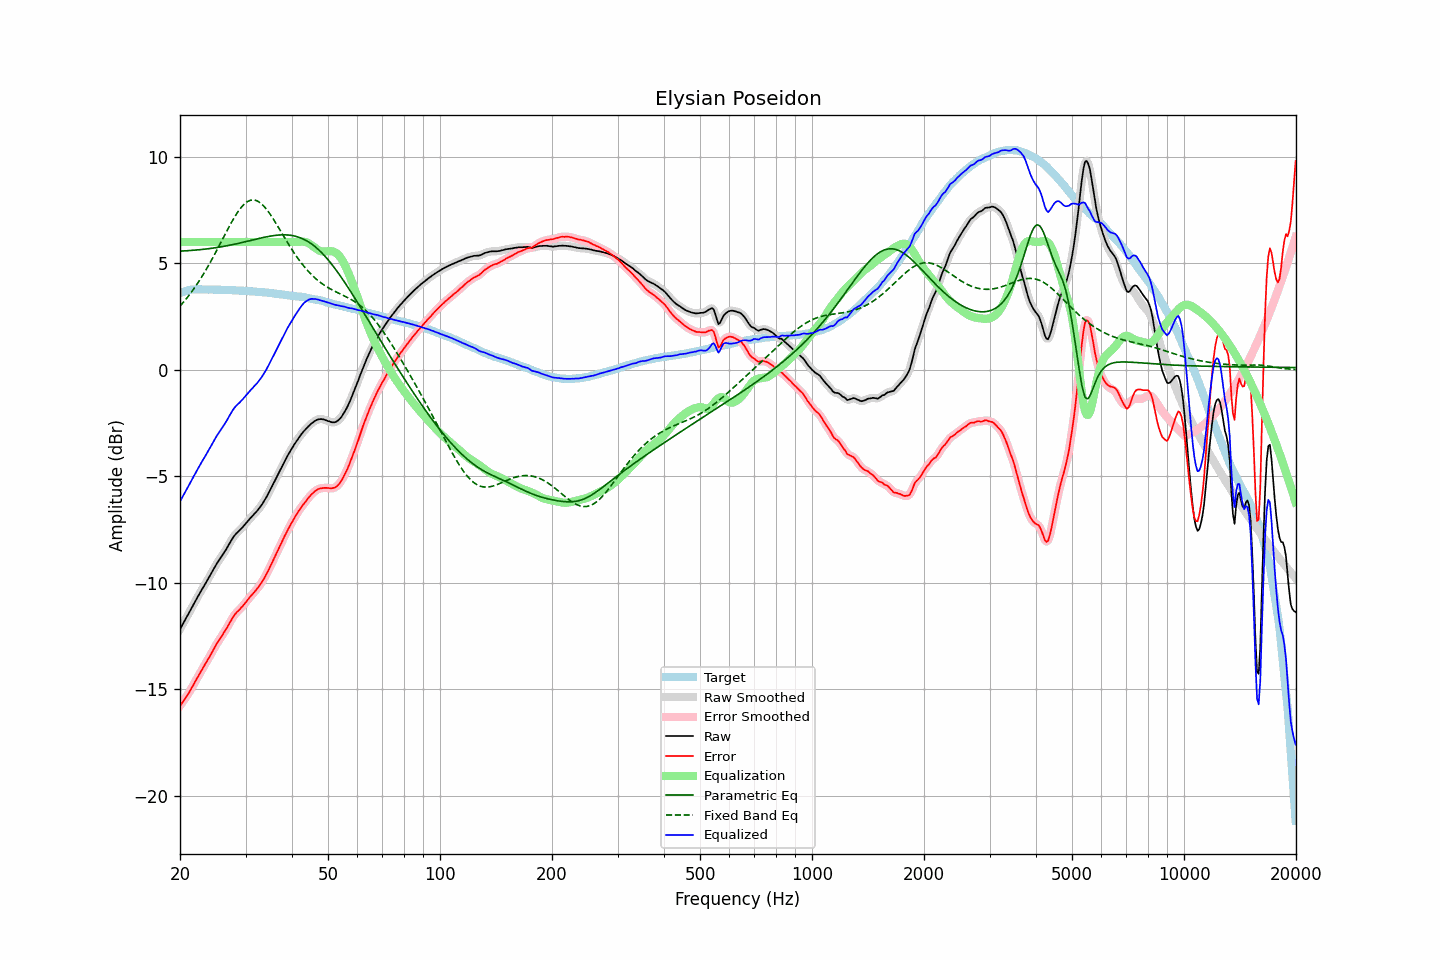 Elysian Poseidon
Amplitude (dBr)
10
5
0
−5
−10
−15
−20
Target
Raw Smoothed
Error Smoothed
Raw
Error
Equalization
Parametric Eq
Fixed Band Eq
Equalized
20 50 100 200 500 1000 2000 5000 10000 20000
Frequency (Hz)